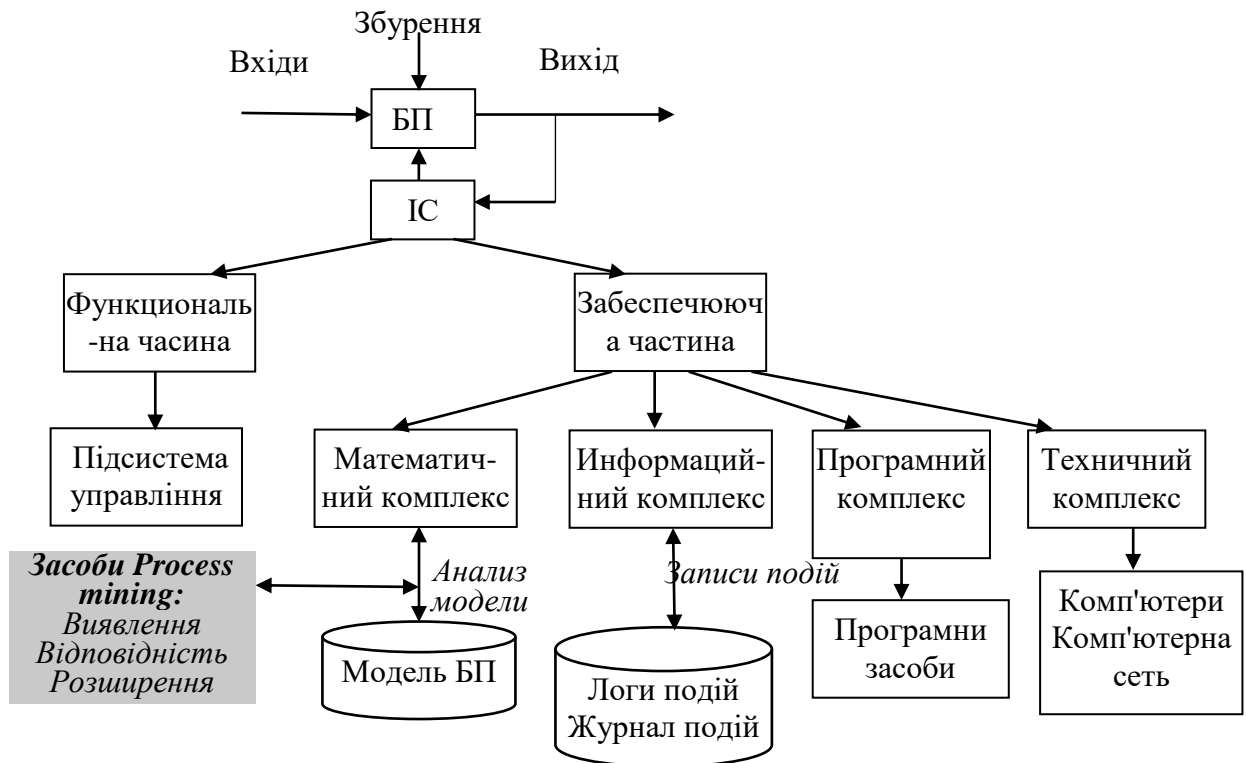 Збурення
Вхіди
Вихід
БП
ІС
Функциональ
-на часина
Забеспечуюч
а частина
Підсистема
управління
Математич-
ний комплекс
Информаций-
ний комплекс
Програмний
комплекс
Техничний
комплекс
Засоби Process
mining:
Виявлення
Відповідність
Розширення
Анализ
модели
Записи подій
Модель БП
Логи подій
Журнал подій
Програмни
засоби
Комп'ютери
Комп'ютерна
сеть